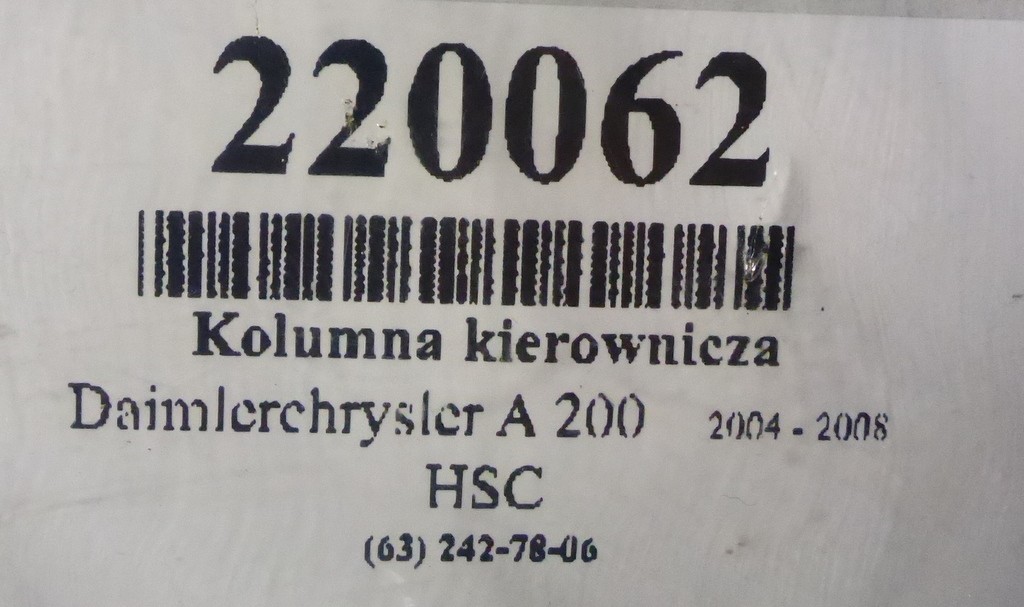 220062
Kolumna kierownicza
Daimlerchrysler A 200 2004 - 2008
HSC
(63) 242-78-06